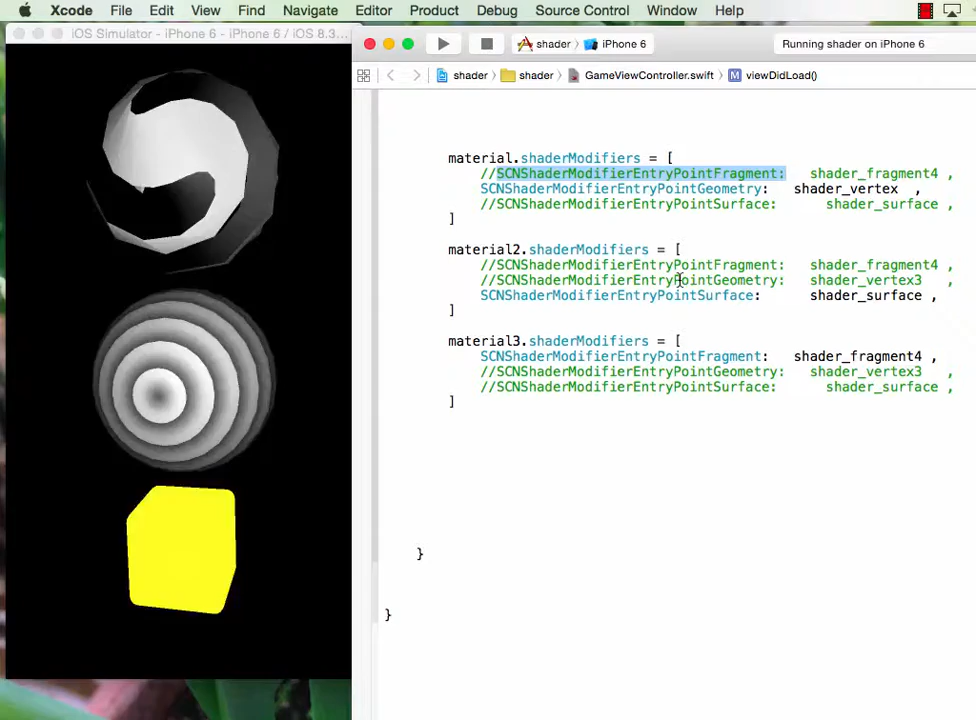 Xcode File Edit View Find Navigate Editor Product Debug Source Control Window Help
iOS Simulator - iPhone 6 - iPhone 6 / iOS 8.3...
shader › iPhone 6
Running shader on iPhone 6
shader › shader › GameViewController.swift › M viewDidLoad()
material.shaderModifiers = [
//SCNShaderModifierEntryPointFragment: shader_fragment4 ,
SCNShaderModifierEntryPointGeometry: shader_vertex ,
//SCNShaderModifierEntryPointSurface: shader_surface ,
]
material2.shaderModifiers = [
//SCNShaderModifierEntryPointFragment: shader_fragment4 ,
//SCNShaderModifierEntryPointGeometry: shader_vertex3 ,
SCNShaderModifierEntryPointSurface: shader_surface ,
]
material3.shaderModifiers = [
SCNShaderModifierEntryPointFragment: shader_fragment4 ,
//SCNShaderModifierEntryPointGeometry: shader_vertex3 ,
//SCNShaderModifierEntryPointSurface: shader_surface ,
]
}
}